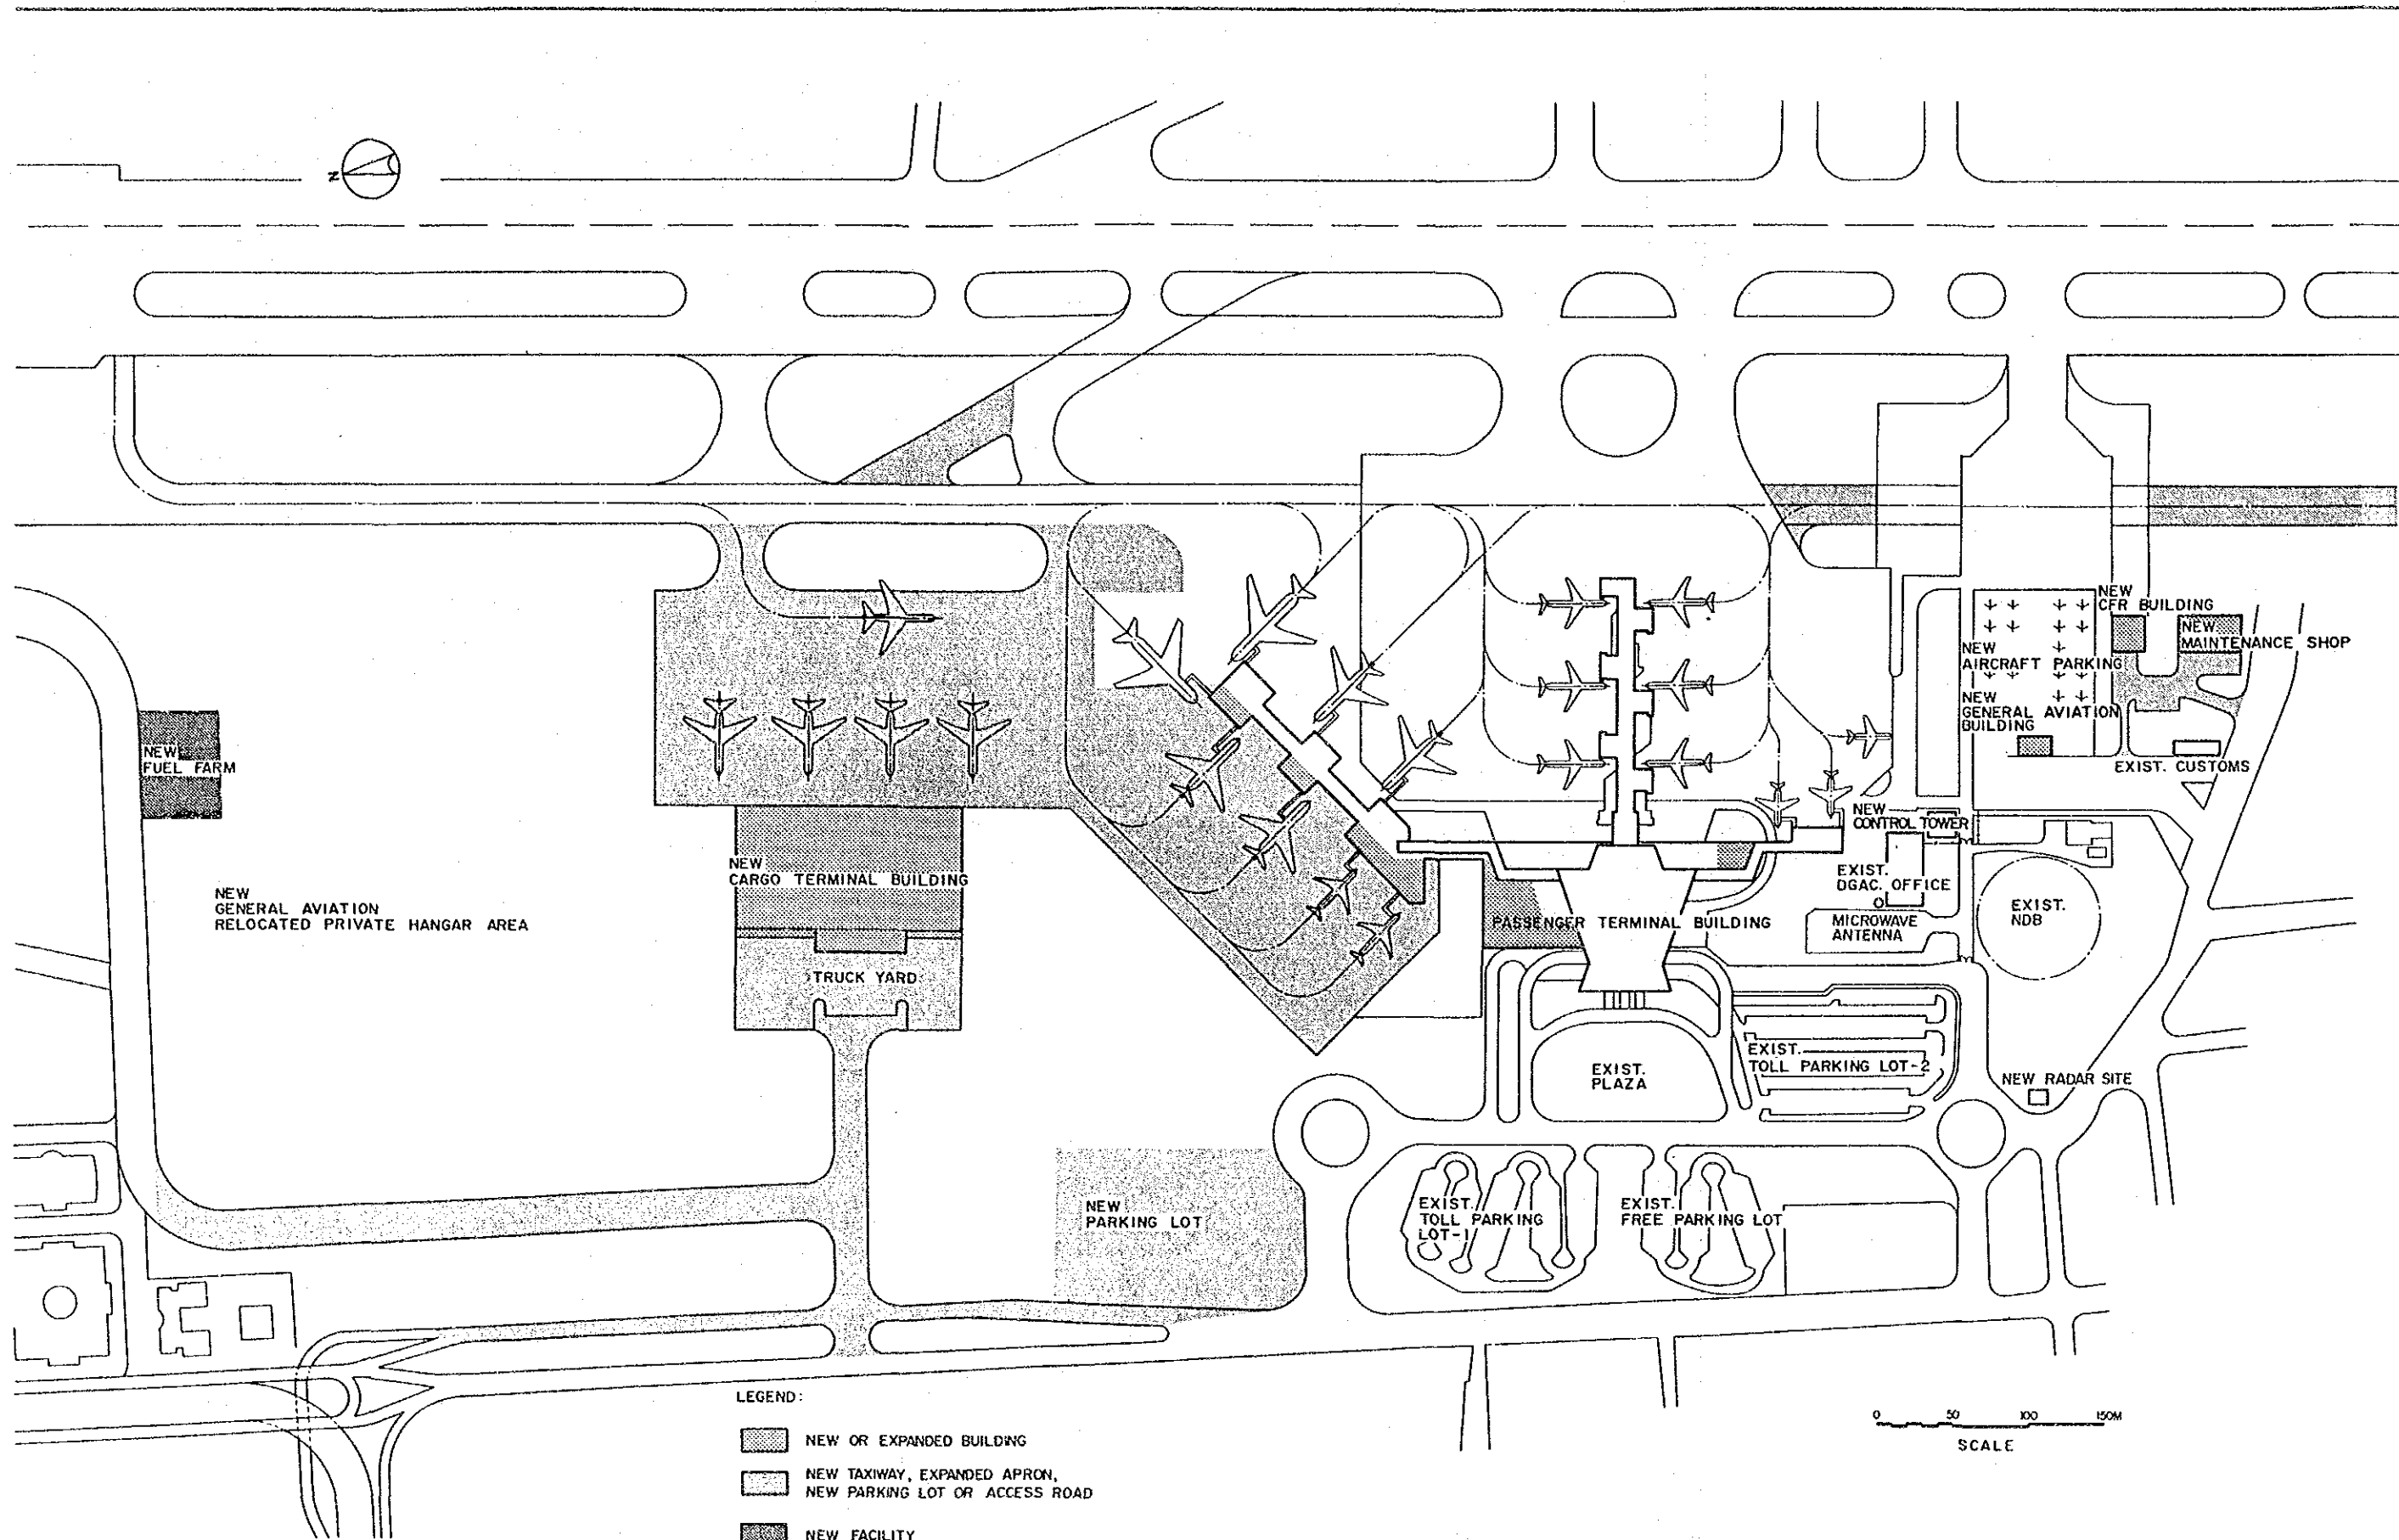 N
NEW
CFR BUILDING
NEW
MAINTENANCE SHOP
NEW
AIRCRAFT PARKING
NEW
GENERAL AVIATION
BUILDING
EXIST. CUSTOMS
NEW
FUEL FARM
NEW
CONTROL TOWER
NEW
CARGO TERMINAL BUILDING
EXIST.
DGAC. OFFICE
NEW
GENERAL AVIATION
RELOCATED PRIVATE HANGAR AREA
EXIST.
NDB
PASSENGER TERMINAL BUILDING
MICROWAVE
ANTENNA
TRUCK YARD
EXIST.
PLAZA
EXIST.
TOLL PARKING LOT-2
NEW RADAR SITE
NEW
PARKING LOT
EXIST.
TOLL PARKING
LOT-1
EXIST.
FREE PARKING LOT
LEGEND:
NEW OR EXPANDED BUILDING
NEW TAXIWAY, EXPANDED APRON,
NEW PARKING LOT OR ACCESS ROAD
NEW FACILITY
0 50 100 150M
SCALE